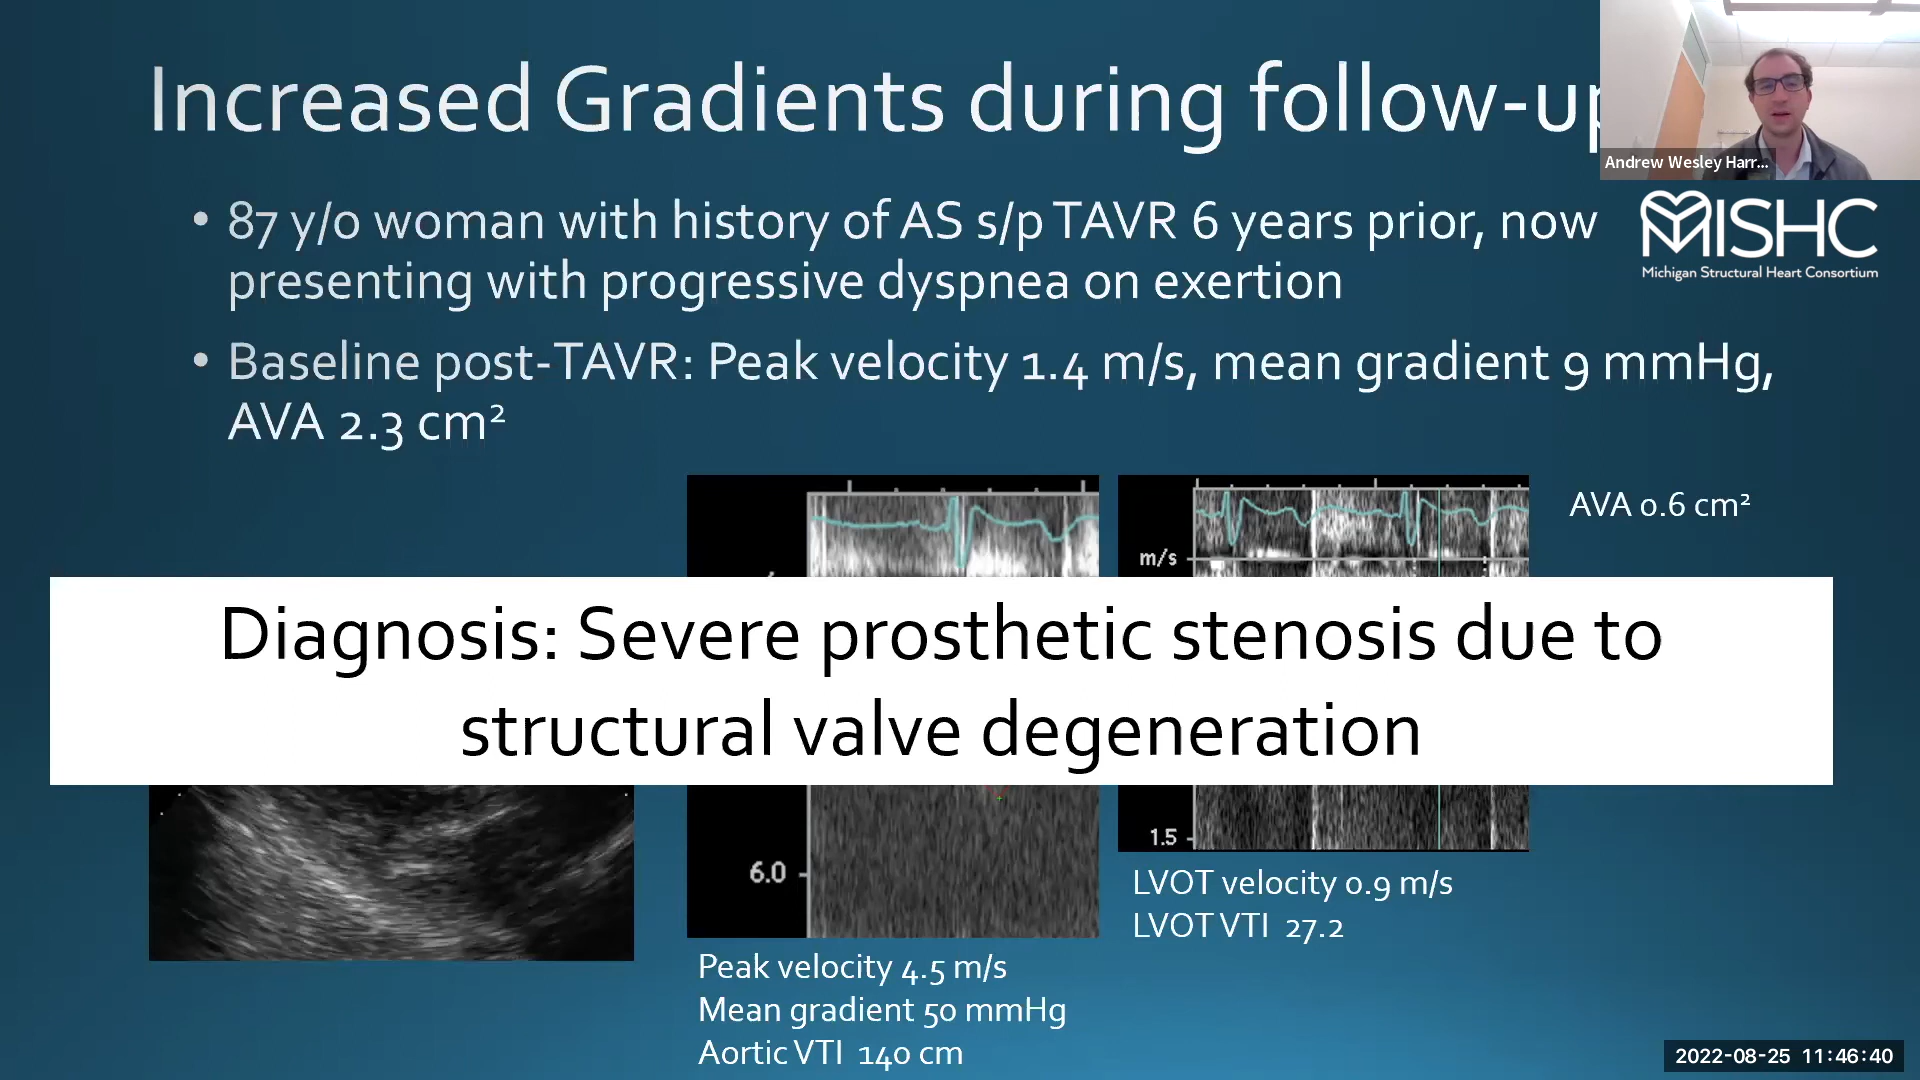 Increased Gradients during follow-up
Andrew Wesley Harr...
MISHC
Michigan Structural Heart Consortium
• 87 y/o woman with history of AS s/p TAVR 6 years prior, now
presenting with progressive dyspnea on exertion
• Baseline post-TAVR: Peak velocity 1.4 m/s, mean gradient 9 mmHg,
AVA 2.3 cm²
AVA 0.6 cm²
m/s
Diagnosis: Severe prosthetic stenosis due to
structural valve degeneration
1.5
6.0
LVOT velocity 0.9 m/s
LVOT VTI 27.2
Peak velocity 4.5 m/s
Mean gradient 50 mmHg
Aortic VTI 140 cm
2022-08-25 11:46:40